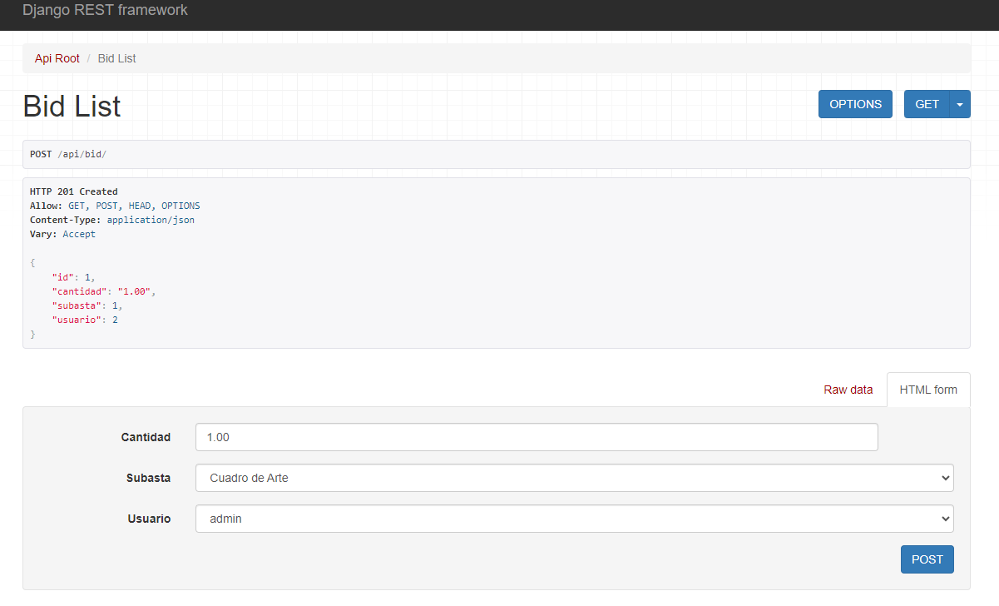 Django REST framework
Api Root / Bid List
Bid List
OPTIONS
GET
POST /api/bid/
HTTP 201 Created
Allow: GET, POST, HEAD, OPTIONS
Content-Type: application/json
Vary: Accept
{
    "id": 1,
    "cantidad": "1.00",
    "subasta": 1,
    "usuario": 2
}
Raw data
HTML form
Cantidad 1.00
Subasta Cuadro de Arte
Usuario admin
POST